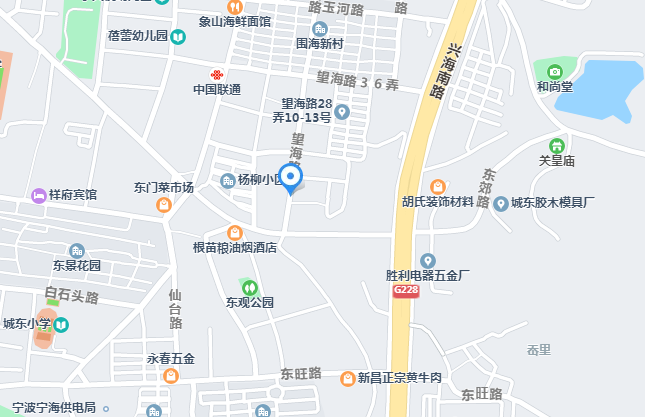 路玉河路
路
象山海鲜面馆
蓓蕾幼儿园
围海新村
兴海南路
望海路36弄
中国联通
和尚堂
望海路28
弄10-13号
望海路
关皇庙
东门菜市场
杨柳小区
东郊路
祥府宾馆
胡氏装饰材料
城东胶木模具厂
根苗粮油烟酒店
东景花园
胜利电器五金厂
G228
白石头路
仙台路
东观公园
城东小学
岙里
永春五金
东旺路
新昌正宗黄牛肉
东旺路
宁波宁海供电局